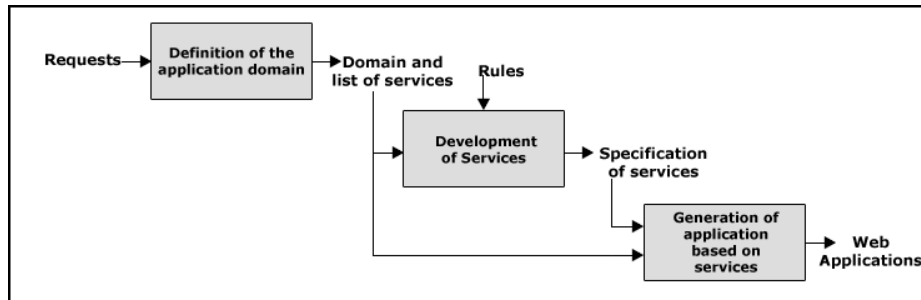 Requests
Definition of the
application domain
Domain and
list of services
Rules
Development
of Services
Specification
of services
Generation of
application
based on
services
Web
Applications